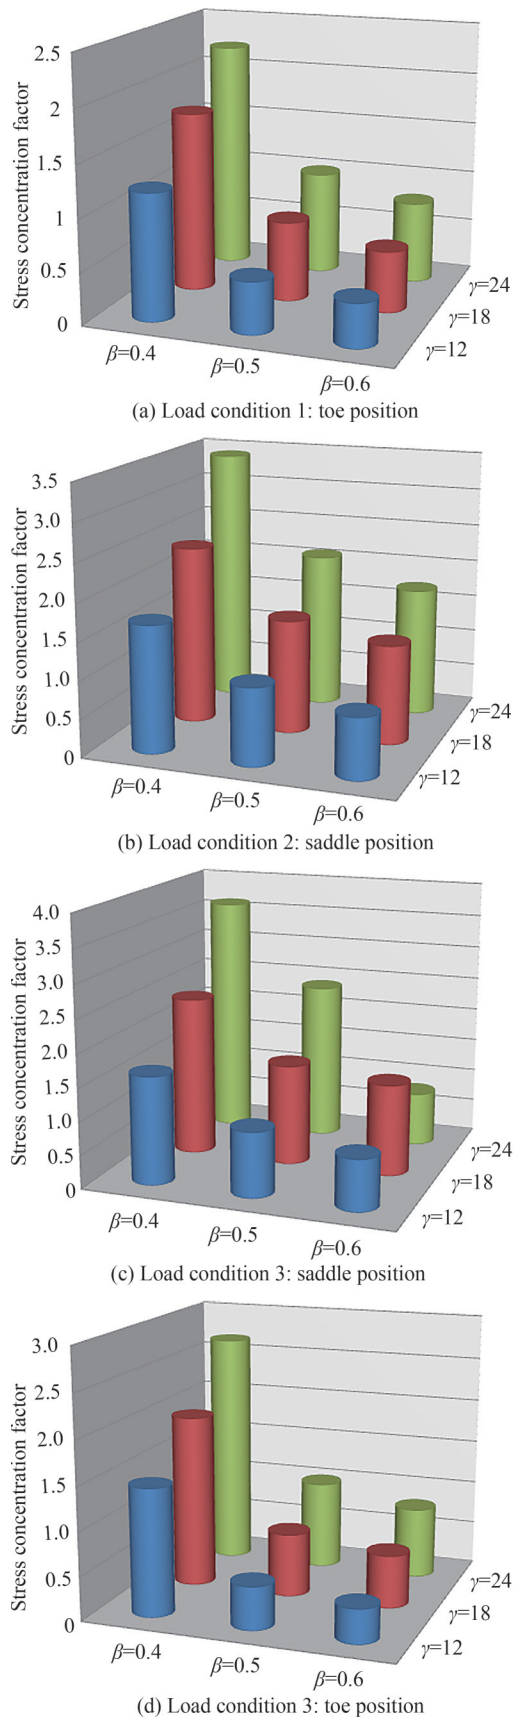 Stress concentration factor
2.5
2
1.5
1
0.5
0
β=0.4
β=0.5
β=0.6
γ=24
γ=18
γ=12
(a) Load condition 1: toe position
Stress concentration factor
3.5
3.0
2.5
2.0
1.5
1.0
0.5
0
β=0.4
β=0.5
β=0.6
γ=24
γ=18
γ=12
(b) Load condition 2: saddle position
Stress concentration factor
4.0
3.5
3.0
2.5
2.0
1.5
1.0
0.5
0
β=0.4
β=0.5
β=0.6
γ=24
γ=18
γ=12
(c) Load condition 3: saddle position
Stress concentration factor
3.0
2.5
2.0
1.5
1.0
0.5
0
β=0.4
β=0.5
β=0.6
γ=24
γ=18
γ=12
(d) Load condition 3: toe position